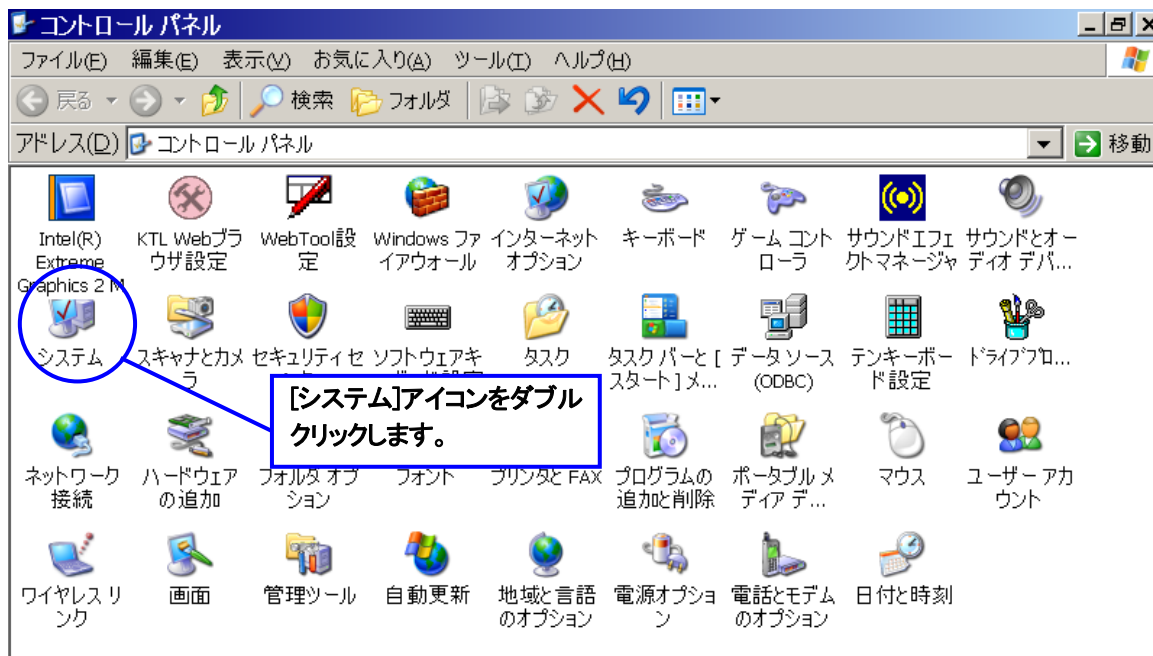 コントロール パネル
ファイル(F) 編集(E) 表示(V) お気に入り(A) ツール(T) ヘルプ(H)
戻る 検索 フォルダ
アドレス(D) コントロール パネル 移動
Intel(R) KTL Webブラ WebTool設 Windows ファ インターネット キーボード ゲーム コント サウンドエフェ サウンドとオー
Extreme ウザ設定 定 イアウォール オプション ローラ クトマネージャ ディオ デバ...
Graphics 2 M
システム スキャナとカメ セキュリティ セ ソフトウェアキ タスク タスク バーと [ データ ソース テンキーボー ドライブプロ...
ラ スタート ] メ... (ODBC) ド設定
[システム]アイコンをダブル
クリックします。
ネットワーク ハードウェア フォルダ オプ フォント プリンタと FAX プログラムの ポータブル メ マウス ユーザー アカ
接続 の追加 ション 追加と削除 ディア デ... ウント
ワイヤレス リ 画面 管理ツール 自動更新 地域と言語 電源オプショ 電話とモデム 日付と時刻
ンク のオプション ン のオプション